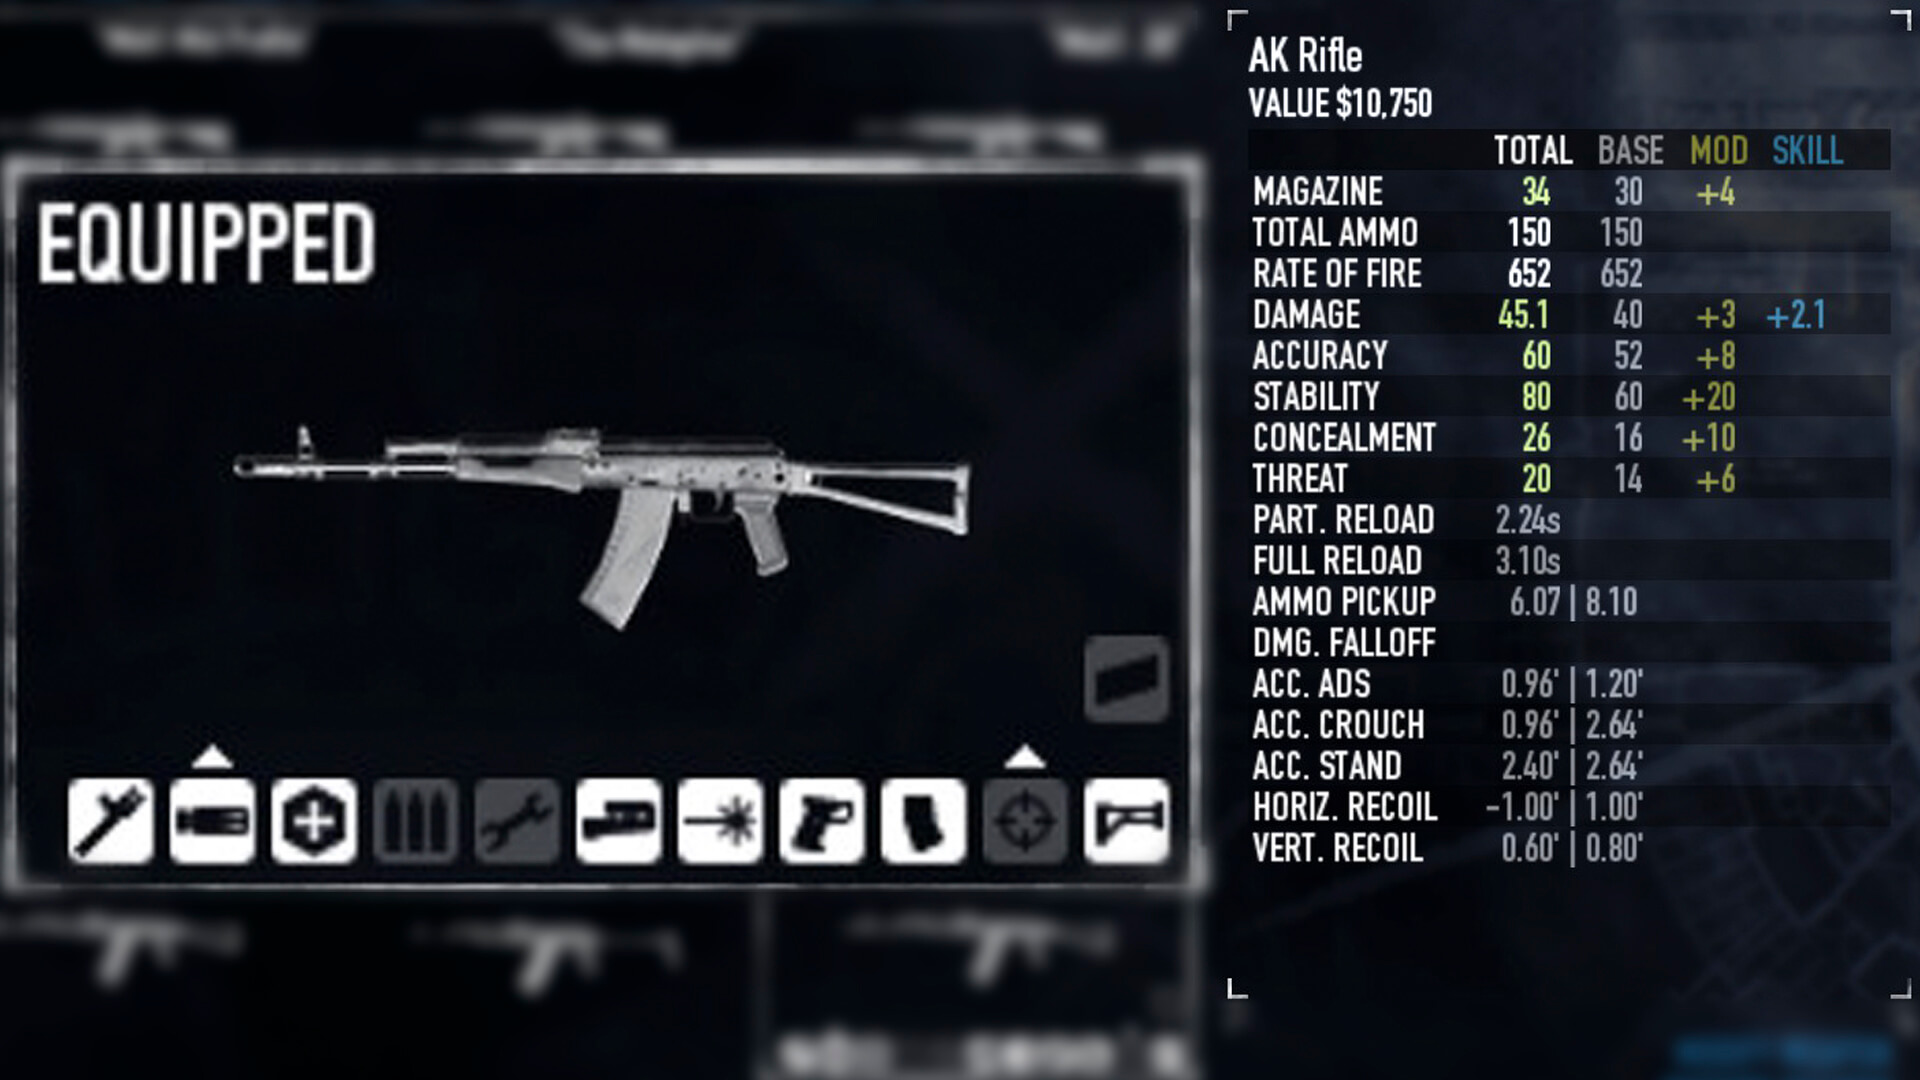 EQUIPPED
AK Rifle
VALUE $10,750
TOTAL BASE MOD SKILL
MAGAZINE 34 30 +4
TOTAL AMMO 150 150
RATE OF FIRE 652 652
DAMAGE 45.1 40 +3 +2.1
ACCURACY 60 52 +8
STABILITY 80 60 +20
CONCEALMENT 26 16 +10
THREAT 20 14 +6
PART. RELOAD 2.24s
FULL RELOAD 3.10s
AMMO PICKUP 6.07 | 8.10
DMG. FALLOFF
ACC. ADS 0.96' | 1.20'
ACC. CROUCH 0.96' | 2.64'
ACC. STAND 2.40' | 2.64'
HORIZ. RECOIL -1.00' | 1.00'
VERT. RECOIL 0.60' | 0.80'